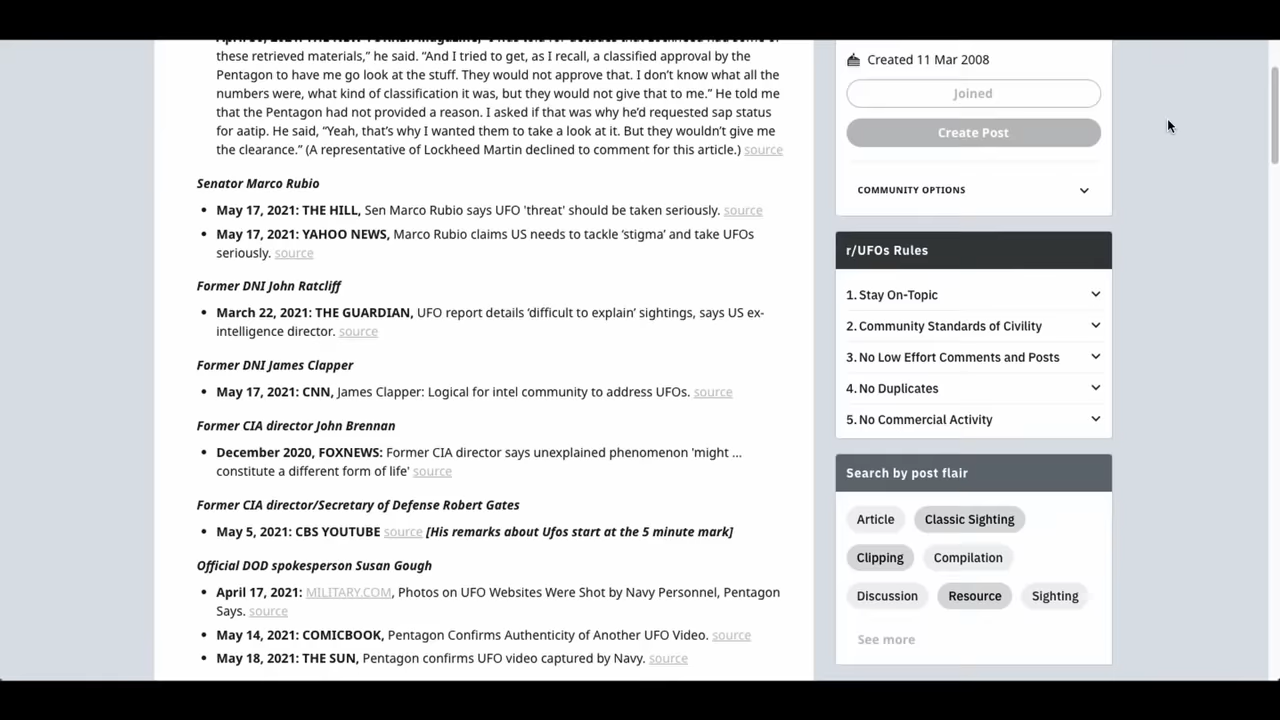 these retrieved materials,” he said. “And I tried to get, as I recall, a classified approval by the
Pentagon to have me go look at the stuff. They would not approve that. I don’t know what all the
numbers were, what kind of classification it was, but they would not give that to me.” He told me
that the Pentagon had not provided a reason. I asked if that was why he’d requested sap status
for aatip. He said, “Yeah, that’s why I wanted them to take a look at it. But they wouldn’t give me
the clearance.” (A representative of Lockheed Martin declined to comment for this article.) source
Senator Marco Rubio
• May 17, 2021: THE HILL, Sen Marco Rubio says UFO 'threat' should be taken seriously. source
• May 17, 2021: YAHOO NEWS, Marco Rubio claims US needs to tackle ‘stigma’ and take UFOs
seriously. source
Former DNI John Ratcliff
• March 22, 2021: THE GUARDIAN, UFO report details ‘difficult to explain’ sightings, says US ex-
intelligence director. source
Former DNI James Clapper
• May 17, 2021: CNN, James Clapper: Logical for intel community to address UFOs. source
Former CIA director John Brennan
• December 2020, FOXNEWS: Former CIA director says unexplained phenomenon 'might ...
constitute a different form of life' source
Former CIA director/Secretary of Defense Robert Gates
• May 5, 2021: CBS YOUTUBE source [His remarks about Ufos start at the 5 minute mark]
Official DOD spokesperson Susan Gough
• April 17, 2021: MILITARY.COM, Photos on UFO Websites Were Shot by Navy Personnel, Pentagon
Says. source
• May 14, 2021: COMICBOOK, Pentagon Confirms Authenticity of Another UFO Video. source
• May 18, 2021: THE SUN, Pentagon confirms UFO video captured by Navy. source
Created 11 Mar 2008
Joined
Create Post
COMMUNITY OPTIONS
r/UFOs Rules
1. Stay On-Topic
2. Community Standards of Civility
3. No Low Effort Comments and Posts
4. No Duplicates
5. No Commercial Activity
Search by post flair
Article Classic Sighting
Clipping Compilation
Discussion Resource Sighting
See more